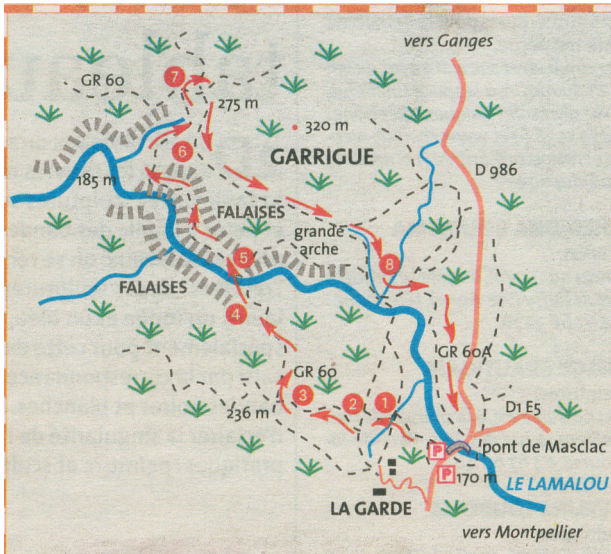 vers Ganges
GR 60
7
275 m
320 m
GARRIGUE
6
D 986
185 m
FALAISES
grande
arche
5
8
FALAISES
4
GR 60
GR 60A
3
2
1
236 m
D1 E5
P
pont de Masclac
P
170 m
LE LAMALOU
LA GARDE
vers Montpellier